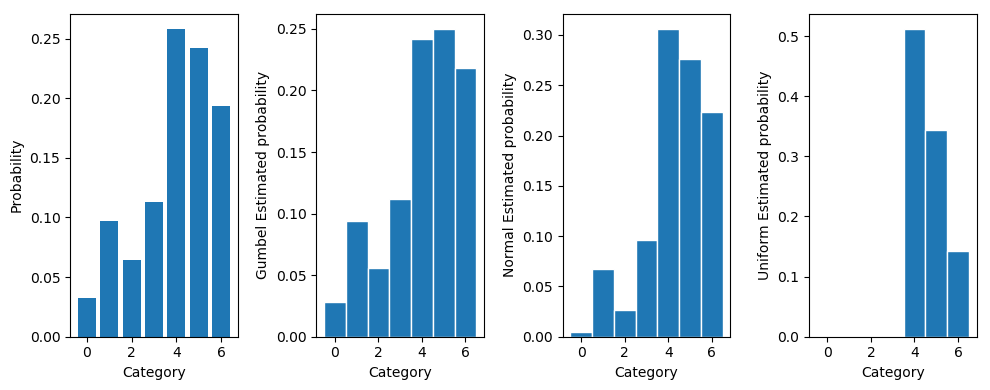 Probability
0.25
0.20
0.15
0.10
0.05
0.00
0 2 4 6
Category
Gumbel Estimated probability
0.25
0.20
0.15
0.10
0.05
0.00
0 2 4 6
Category
Normal Estimated probability
0.30
0.25
0.20
0.15
0.10
0.05
0.00
0 2 4 6
Category
Uniform Estimated probability
0.5
0.4
0.3
0.2
0.1
0.0
0 2 4 6
Category